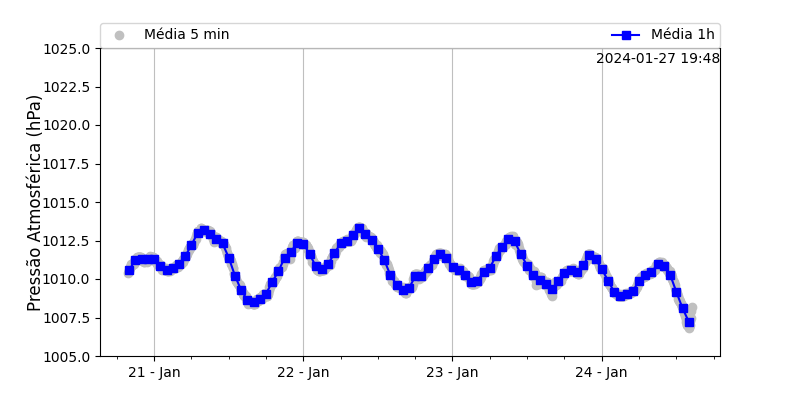 Média 5 min
Média 1h
2024-01-27 19:48
Pressão Atmosférica (hPa)
1025.0
1022.5
1020.0
1017.5
1015.0
1012.5
1010.0
1007.5
1005.0
21 - Jan
22 - Jan
23 - Jan
24 - Jan